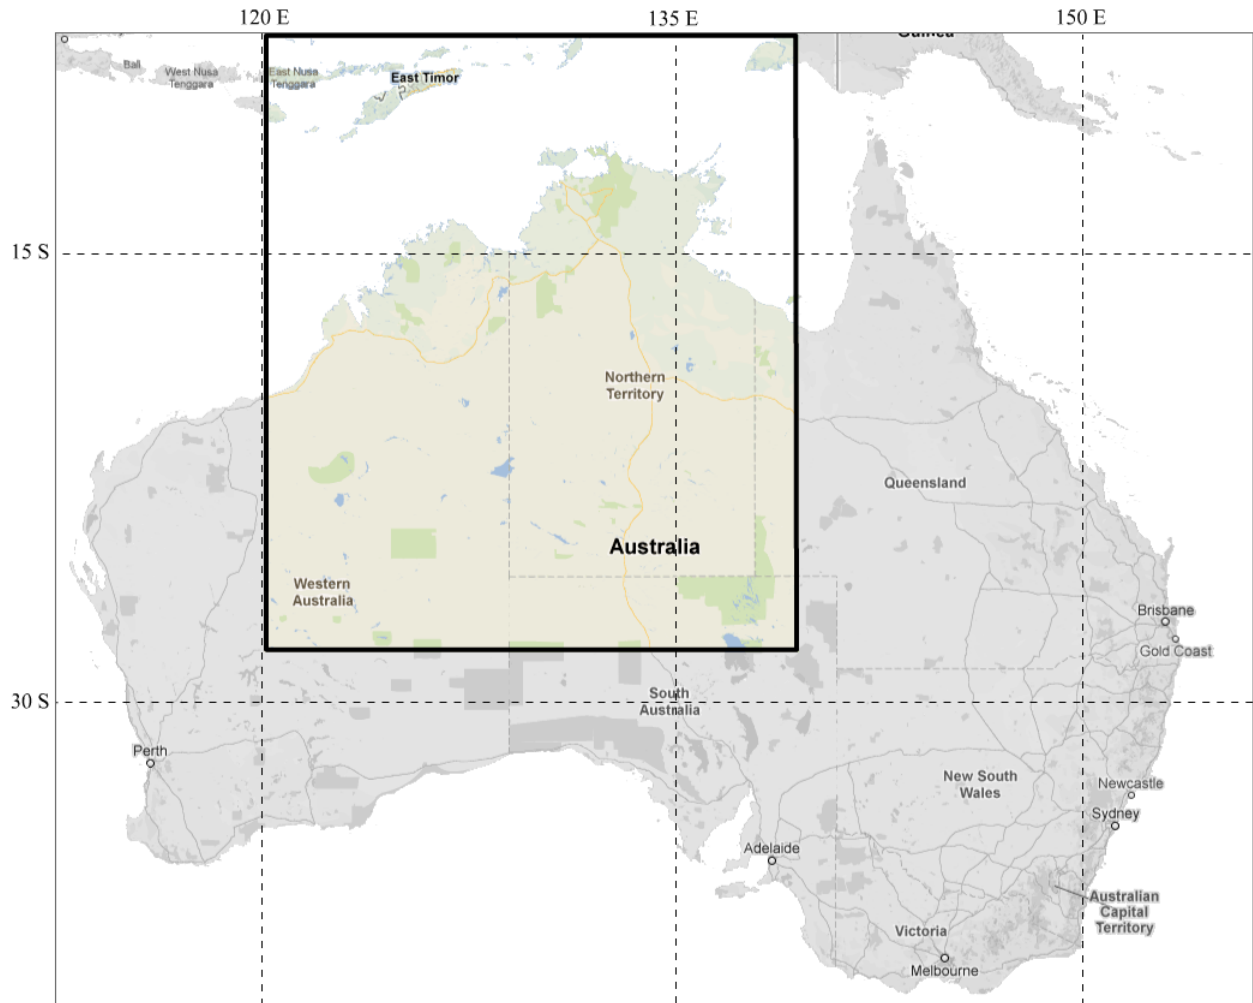 120 E
135 E
150 E
Guinea
Bali
West Nusa
Tenggara
East Nusa
Tenggara
East Timor
15 S
Northern
Territory
Queensland
Australia
Western
Australia
Brisbane
Gold Coast
30 S
South
Australia
Perth
New South
Wales
Newcastle
Sydney
Adelaide
Australian
Capital
Territory
Victoria
Melbourne